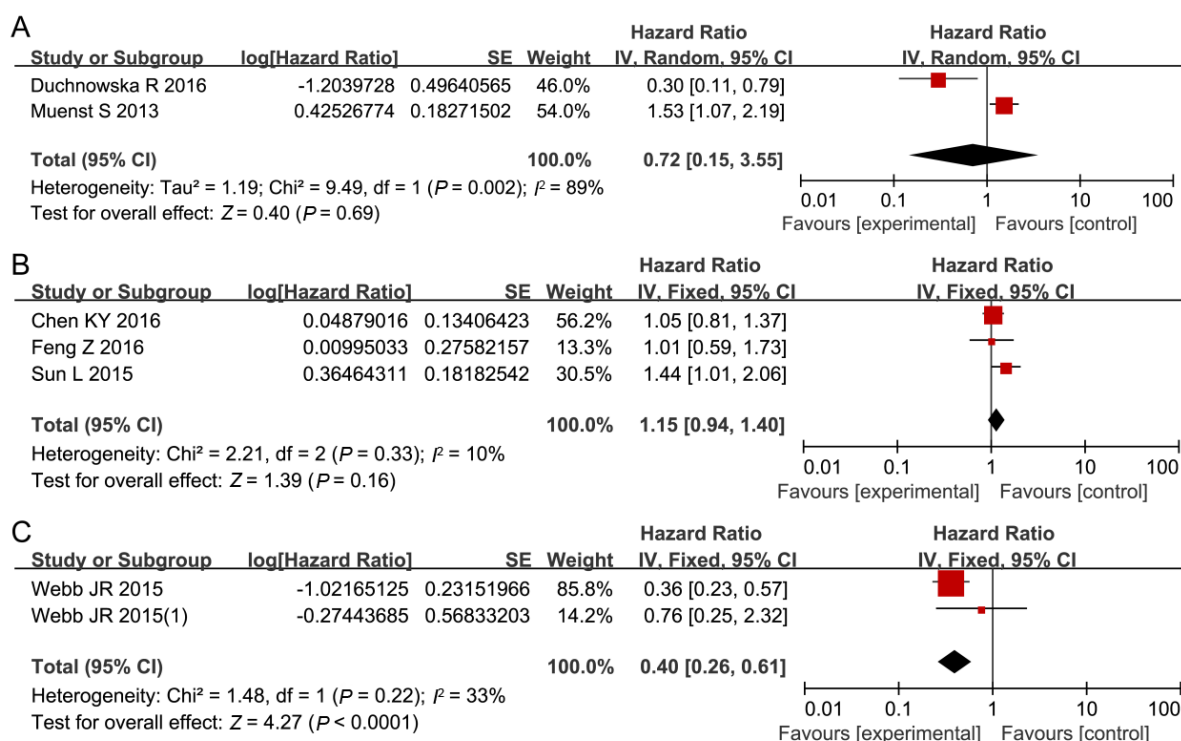 A
Hazard Ratio Hazard Ratio
Study or Subgroup log[Hazard Ratio] SE Weight IV, Random, 95% CI IV, Random, 95% CI
Duchnowska R 2016 -1.2039728 0.49640565 46.0% 0.30 [0.11, 0.79]
Muenst S 2013 0.42526774 0.18271502 54.0% 1.53 [1.07, 2.19]
Total (95% CI) 100.0% 0.72 [0.15, 3.55]
Heterogeneity: Tau² = 1.19; Chi² = 9.49, df = 1 (P = 0.002); I² = 89%
Test for overall effect: Z = 0.40 (P = 0.69)
0.01 0.1 1 10 100
Favours [experimental] Favours [control]
B
Hazard Ratio Hazard Ratio
Study or Subgroup log[Hazard Ratio] SE Weight IV, Fixed, 95% CI IV, Fixed, 95% CI
Chen KY 2016 0.04879016 0.13406423 56.2% 1.05 [0.81, 1.37]
Feng Z 2016 0.00995033 0.27582157 13.3% 1.01 [0.59, 1.73]
Sun L 2015 0.36464311 0.18182542 30.5% 1.44 [1.01, 2.06]
Total (95% CI) 100.0% 1.15 [0.94, 1.40]
Heterogeneity: Chi² = 2.21, df = 2 (P = 0.33); I² = 10%
Test for overall effect: Z = 1.39 (P = 0.16)
0.01 0.1 1 10 100
Favours [experimental] Favours [control]
C
Hazard Ratio Hazard Ratio
Study or Subgroup log[Hazard Ratio] SE Weight IV, Fixed, 95% CI IV, Fixed, 95% CI
Webb JR 2015 -1.02165125 0.23151966 85.8% 0.36 [0.23, 0.57]
Webb JR 2015(1) -0.27443685 0.56833203 14.2% 0.76 [0.25, 2.32]
Total (95% CI) 100.0% 0.40 [0.26, 0.61]
Heterogeneity: Chi² = 1.48, df = 1 (P = 0.22); I² = 33%
Test for overall effect: Z = 4.27 (P < 0.0001)
0.01 0.1 1 10 100
Favours [experimental] Favours [control]